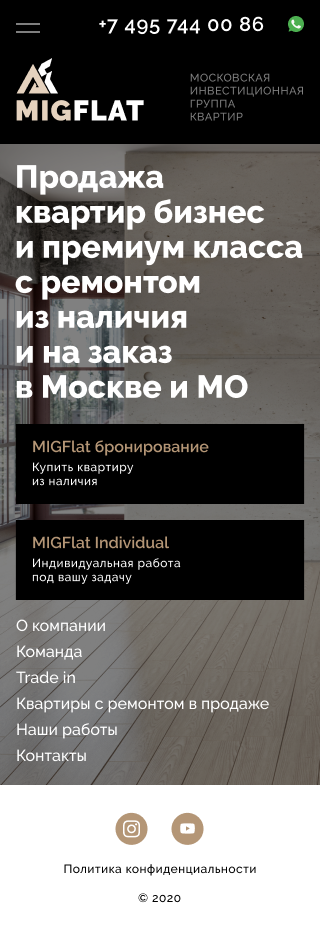 +7 495 744 00 86
MIGFLAT
МОСКОВСКАЯ
ИНВЕСТИЦИОННАЯ
ГРУППА
КВАРТИР
Продажа
квартир бизнес
и премиум класса
с ремонтом
из наличия
и на заказ
в Москве и МО
MIGFlat бронирование
Купить квартиру
из наличия
MIGFlat Individual
Индивидуальная работа
под вашу задачу
О компании
Команда
Trade in
Квартиры с ремонтом в продаже
Наши работы
Контакты
Политика конфиденциальности
© 2020